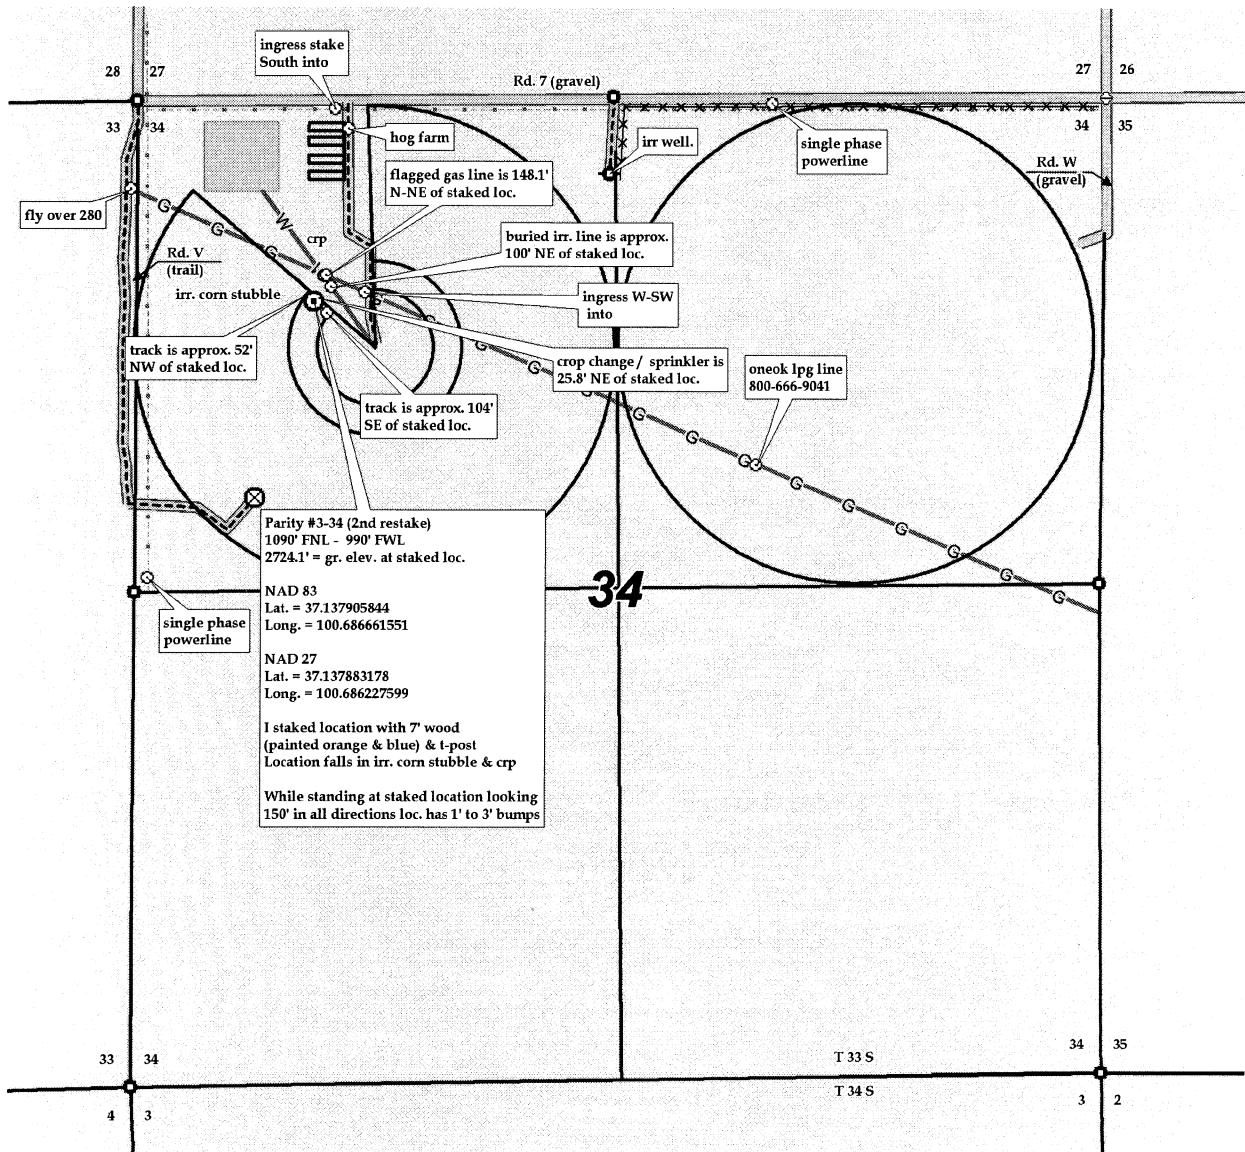 ingress stake
South into
28
27
Rd. 7 (gravel)
27
26
33
34
hog farm
irr well.
single phase
powerline
34
35
Rd. W
(gravel)
flagged gas line is 148.1'
N-NE of staked loc.
fly over 280
G
G
W
crp
G
buried irr. line is approx.
100' NE of staked loc.
Rd. V
(trail)
irr. corn stubble
ingress W-SW
into
G
G
track is approx. 52'
NW of staked loc.
G
G
crop change / sprinkler is
25.8' NE of staked loc.
oneok lpg line
800-666-9041
track is approx. 104'
SE of staked loc.
G
G
G
G
G
G
G
G
G
G
Parity #3-34 (2nd restake)
1090' FNL - 990' FWL
2724.1' = gr. elev. at staked loc.
NAD 83
Lat. = 37.137905844
Long. = 100.686661551
NAD 27
Lat. = 37.137883178
Long. = 100.686227599
I staked location with 7' wood
(painted orange & blue) & t-post
Location falls in irr. corn stubble & crp
While standing at staked location looking
150' in all directions loc. has 1' to 3' bumps
34
single phase
powerline
33
34
T 33 S
34
35
T 34 S
4
3
3
2